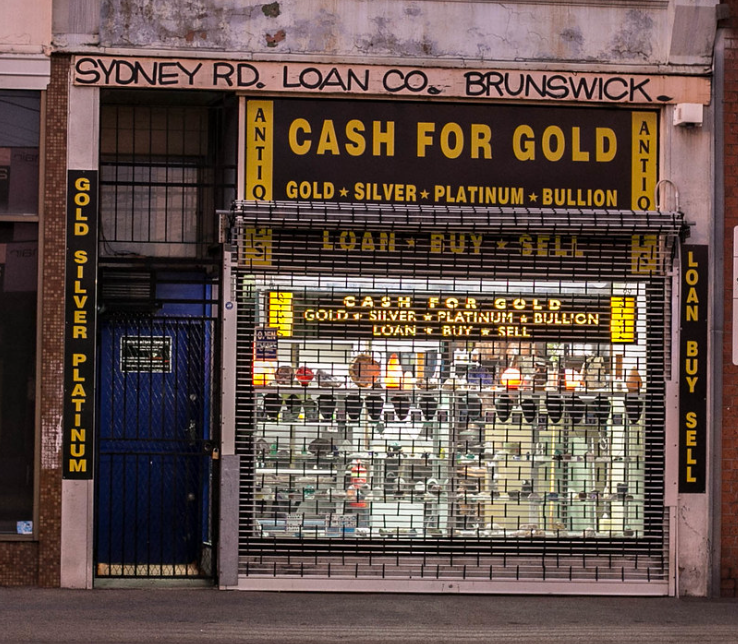 SYDNEY RD. LOAN CO. BRUNSWICK.
ANTIQ
CASH FOR GOLD
ANTIQ
GOLD ★ SILVER ★ PLATINUM ★ BULLION
LOAN ★ BUY ★ SELL
GOLD SILVER PLATINUM
CASH FOR GOLD
GOLD ★ SILVER ★ PLATINUM ★ BULLION
LOAN ★ BUY ★ SELL
LOAN BUY SELL